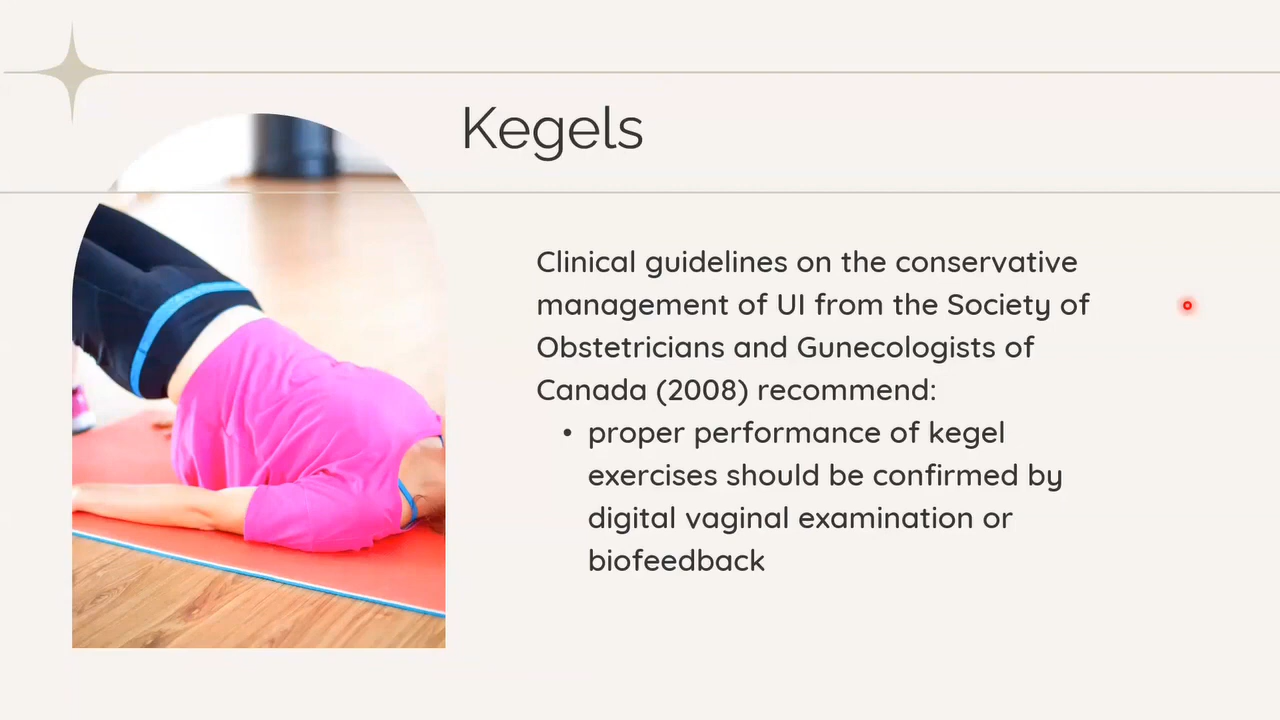 Kegels
Clinical guidelines on the conservative
management of UI from the Society of
Obstetricians and Gunecologists of
Canada (2008) recommend:
• proper performance of kegel
exercises should be confirmed by
digital vaginal examination or
biofeedback